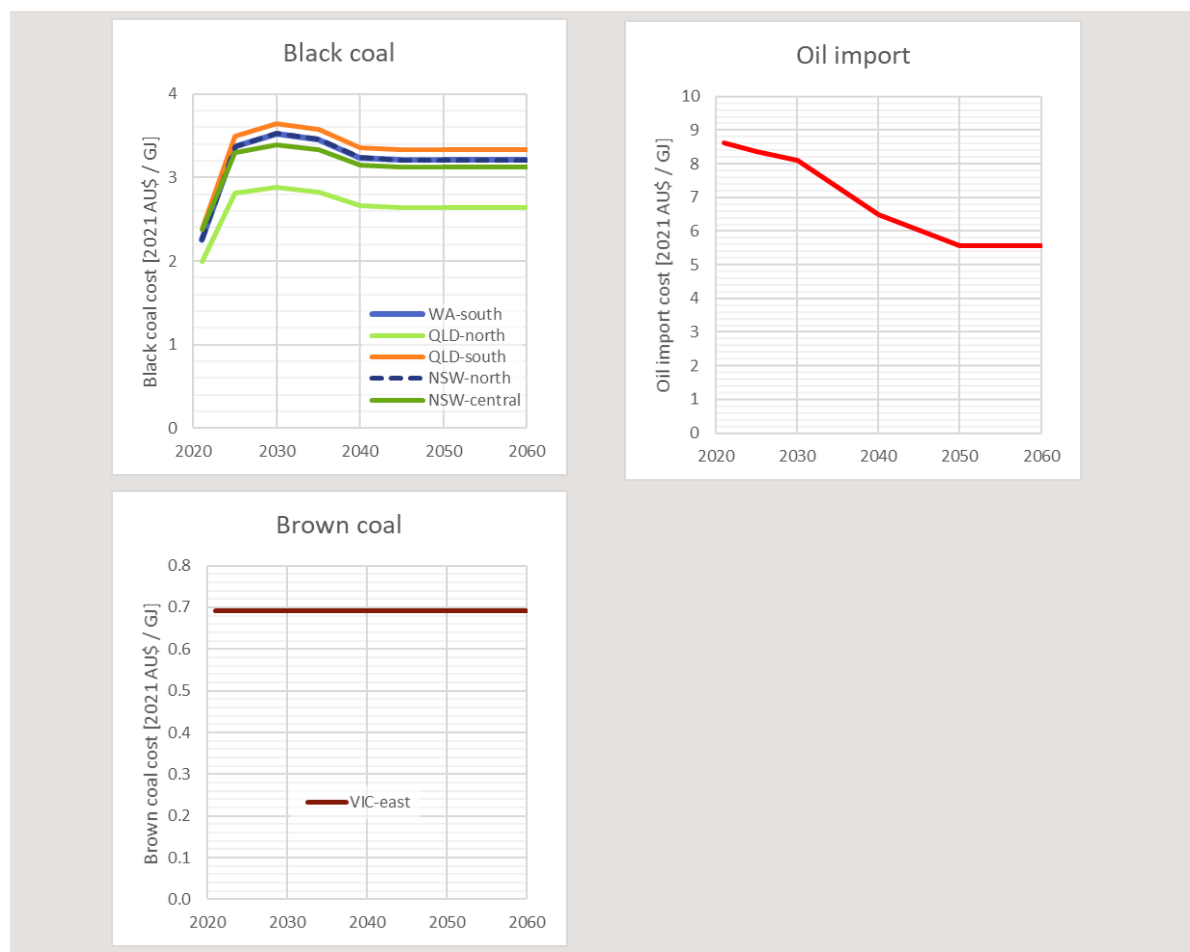 Black coal
Black coal cost [2021 AU$ / GJ]
4
3
2
1
0
2020 2030 2040 2050 2060
WA-south
QLD-north
QLD-south
NSW-north
NSW-central
Oil import
Oil import cost [2021 AU$ / GJ]
10
9
8
7
6
5
4
3
2
1
0
2020 2030 2040 2050 2060
Brown coal
Brown coal cost [2021 AU$ / GJ]
0.8
0.7
0.6
0.5
0.4
0.3
0.2
0.1
0.0
2020 2030 2040 2050 2060
VIC-east